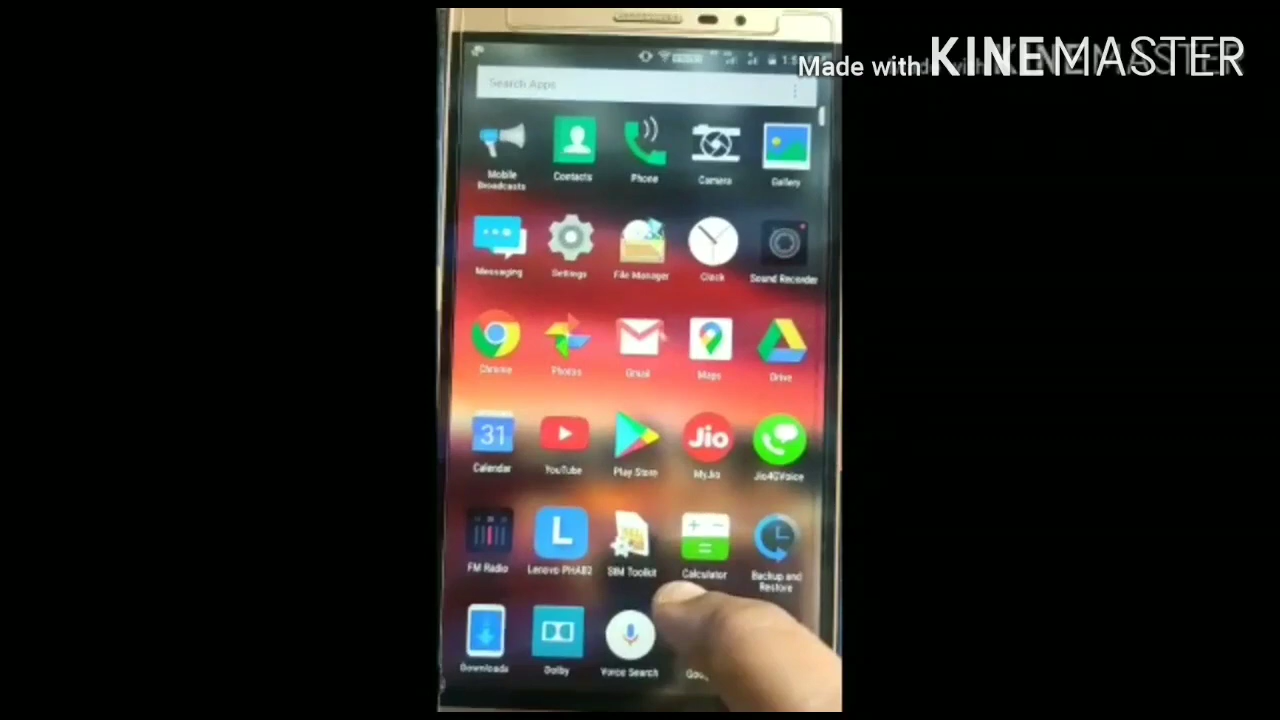 Made with KINEMASTER
Search Apps
Mobile Broadcasts
Contacts
Phone
Camera
Gallery
Messaging
Settings
File Manager
Clock
Sound Recorder
Chrome
Photos
Gmail
Maps
Drive
31
Calendar
YouTube
Play Store
Jio
MyJio
Jio4GVoice
FM Radio
L
Lenovo PHAB2
SIM Toolkit
Calculator
Backup and Restore
Downloads
Dolby
Voice Search